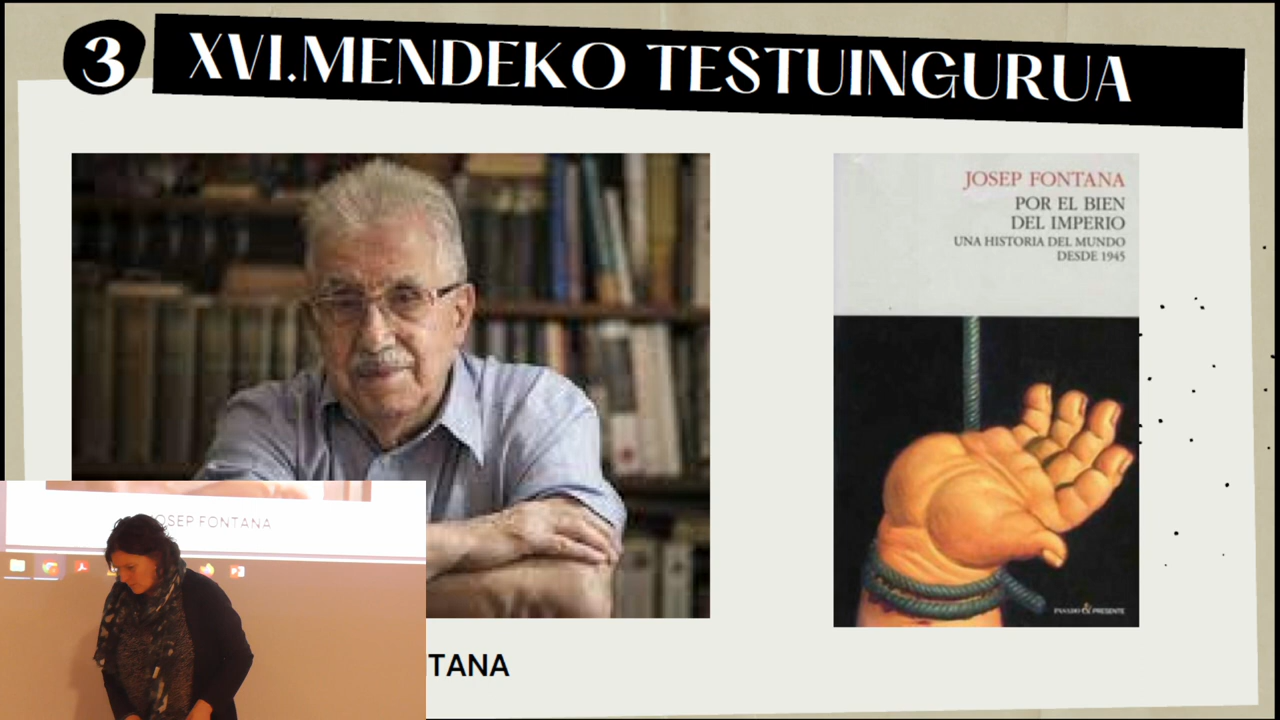 3 XVI.MENDEKO TESTUINGURUA
JOSEP FONTANA
POR EL BIEN
DEL IMPERIO
UNA HISTORIA DEL MUNDO
DESDE 1945
PASADO & PRESENTE
JOSEP FONTANA
TANA